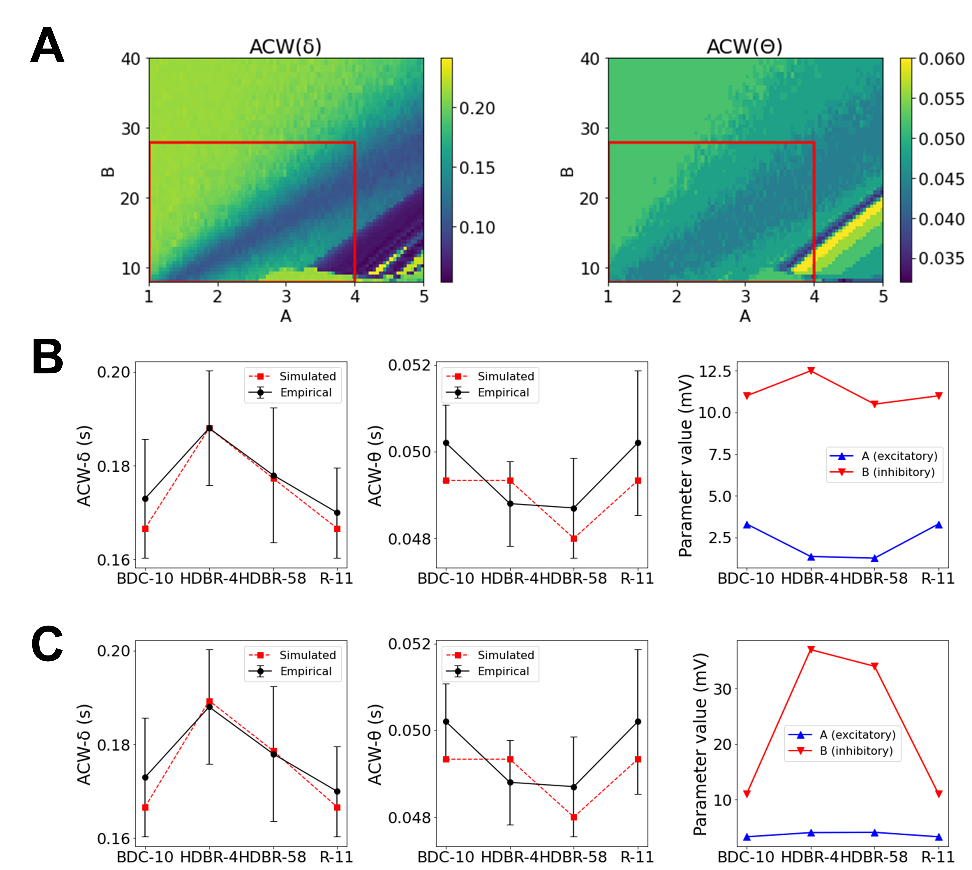 A
ACW(δ)
ACW(Θ)
40
30
20
10
B
1
2
3
4
5
A
0.20
0.15
0.10
40
30
20
10
B
1
2
3
4
5
A
0.060
0.055
0.050
0.045
0.040
0.035
B
0.20
0.18
0.16
ACW-δ (s)
Simulated
Empirical
BDC-10
HDBR-4
HDBR-58
R-11
0.052
0.050
0.048
ACW-θ (s)
Simulated
Empirical
BDC-10
HDBR-4
HDBR-58
R-11
12.5
10.0
7.5
5.0
2.5
Parameter value (mV)
A (excitatory)
B (inhibitory)
BDC-10
HDBR-4
HDBR-58
R-11
C
0.20
0.18
0.16
ACW-δ (s)
Simulated
Empirical
BDC-10
HDBR-4
HDBR-58
R-11
0.052
0.050
0.048
ACW-θ (s)
Simulated
Empirical
BDC-10
HDBR-4
HDBR-58
R-11
30
20
10
Parameter value (mV)
A (excitatory)
B (inhibitory)
BDC-10
HDBR-4
HDBR-58
R-11